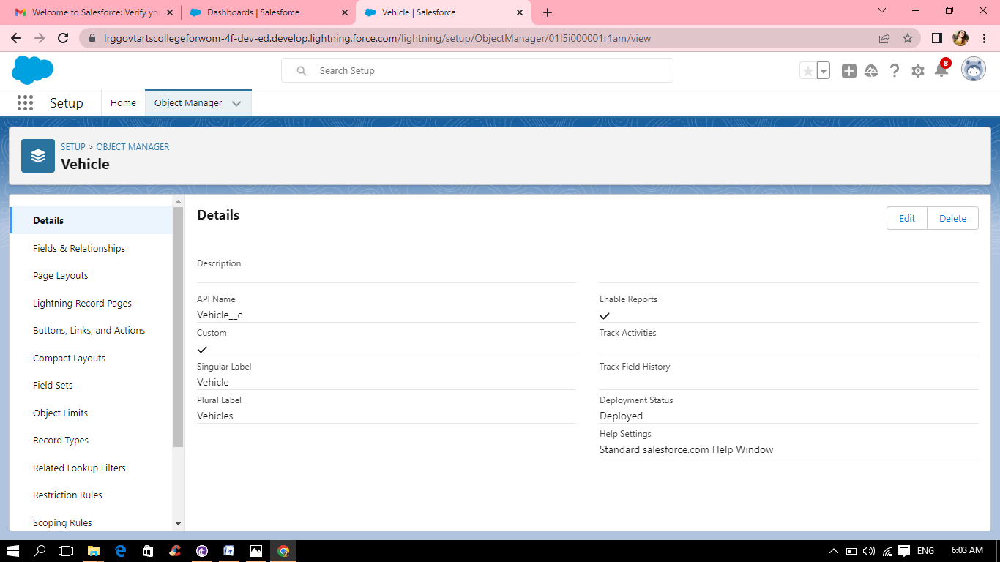 Welcome to Salesforce: Verify yo
Dashboards | Salesforce
Vehicle | Salesforce
lrggovtartscollegeforwom-4f-dev-ed.develop.lightning.force.com/lightning/setup/ObjectManager/01I5i000001r1am/view
Search Setup
8
Setup
Home
Object Manager
SETUP > OBJECT MANAGER
Vehicle
Details
Fields & Relationships
Page Layouts
Lightning Record Pages
Buttons, Links, and Actions
Compact Layouts
Field Sets
Object Limits
Record Types
Related Lookup Filters
Restriction Rules
Scoping Rules
Details
Edit
Delete
Description
API Name
Vehicle__c
Custom
Singular Label
Vehicle
Plural Label
Vehicles
Enable Reports
Track Activities
Track Field History
Deployment Status
Deployed
Help Settings
Standard salesforce.com Help Window
ENG
6:03 AM